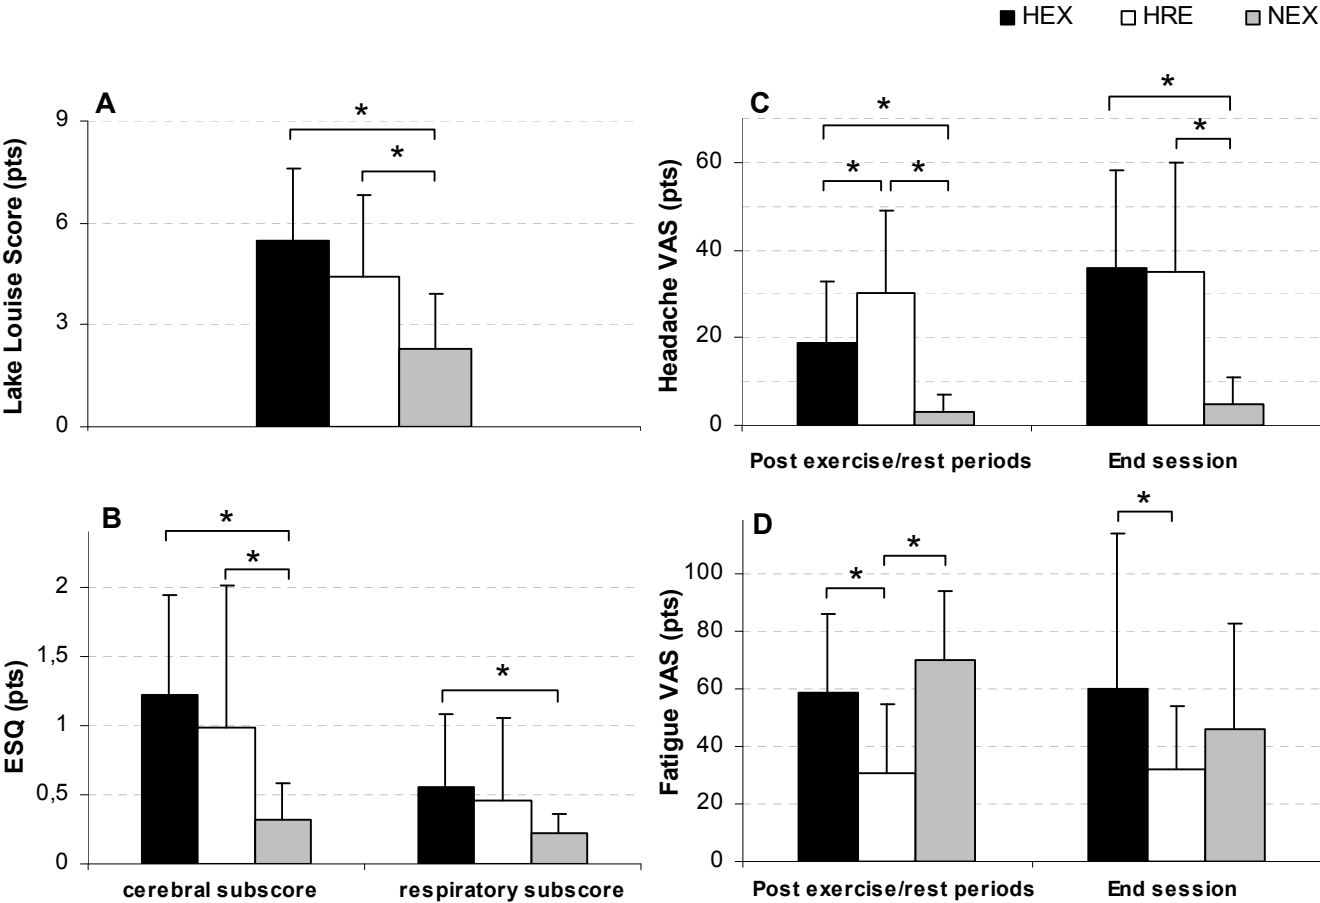 HEX HRE NEX
A
Lake Louise Score (pts)
9
6
3
0
*
*
B
ESQ (pts)
2
1,5
1
0,5
0
*
*
*
cerebral subscore respiratory subscore
C
Headache VAS (pts)
60
40
20
0
*
*
*
*
*
Post exercise/rest periods End session
D
Fatigue VAS (pts)
100
80
60
40
20
0
*
*
*
Post exercise/rest periods End session